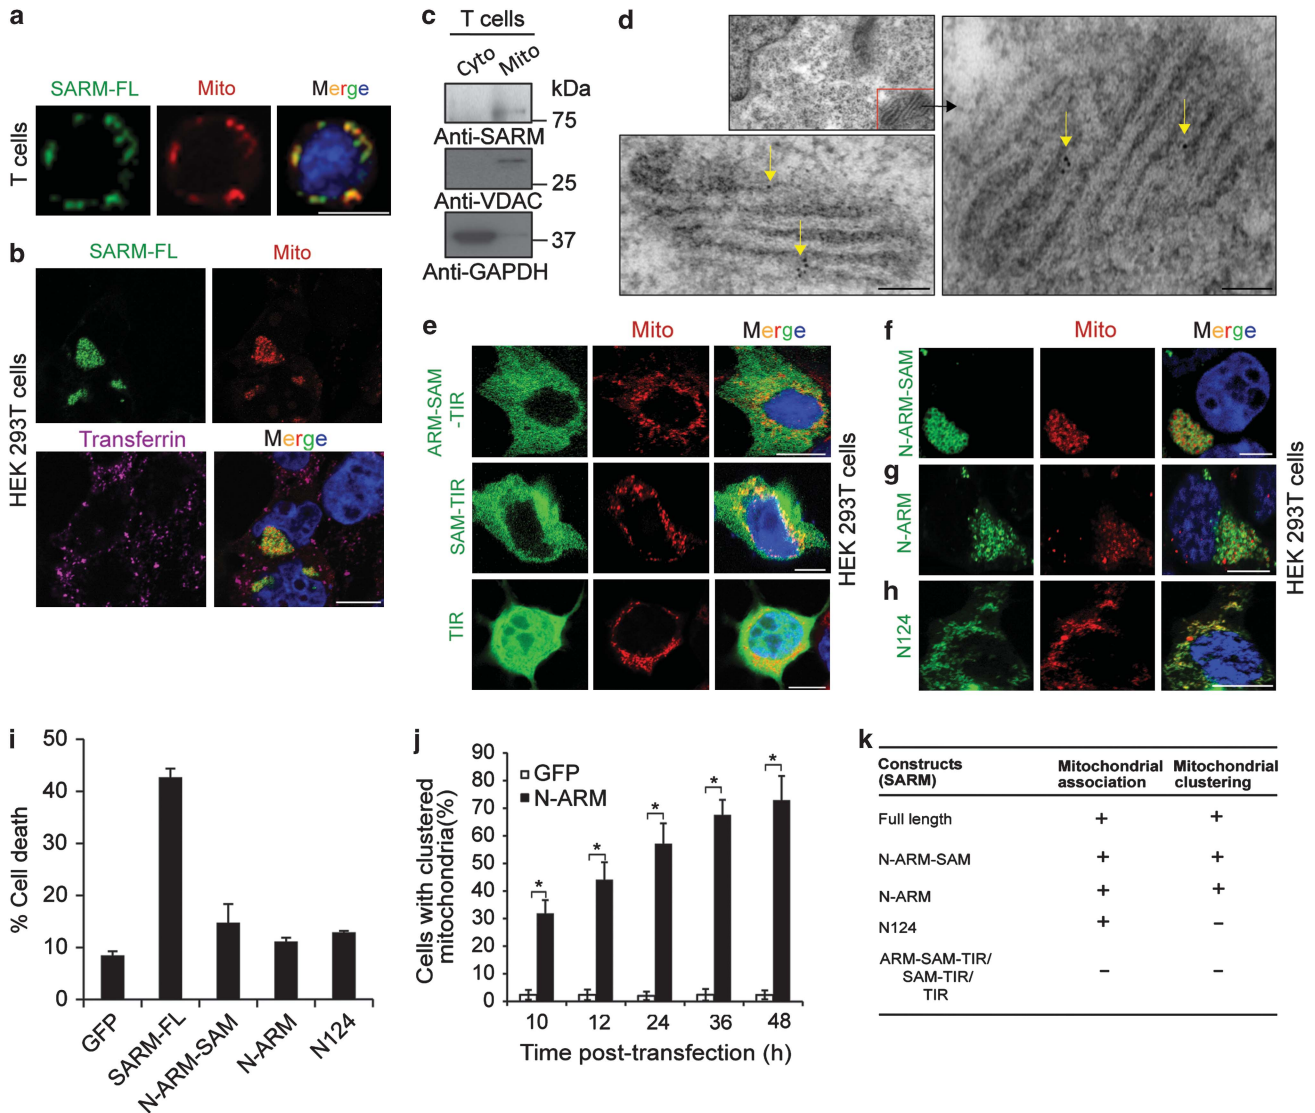 a
SARM-FL Mito Merge
T cells
b
SARM-FL Mito
Transferrin Merge
HEK 293T cells
c
T cells
Cyto Mito
kDa
75
Anti-SARM
25
Anti-VDAC
37
Anti-GAPDH
d
e
Mito Merge
ARM-SAM
-TIR
SAM-TIR
TIR
HEK 293T cells
f
Mito Merge
N-ARM-SAM
g
N-ARM
h
N124
HEK 293T cells
i
% Cell death
50
40
30
20
10
0
GFP SARM-FL N-ARM-SAM N-ARM N124
j
Cells with clustered
mitochondria(%)
90
80
70
60
50
40
30
20
10
0
GFP
N-ARM
* * * * *
10 12 24 36 48
Time post-transfection (h)
k
Constructs
(SARM)
Mitochondrial
association
Mitochondrial
clustering
Full length + +
N-ARM-SAM + +
N-ARM + +
N124 + –
ARM-SAM-TIR/
SAM-TIR/
TIR
– –